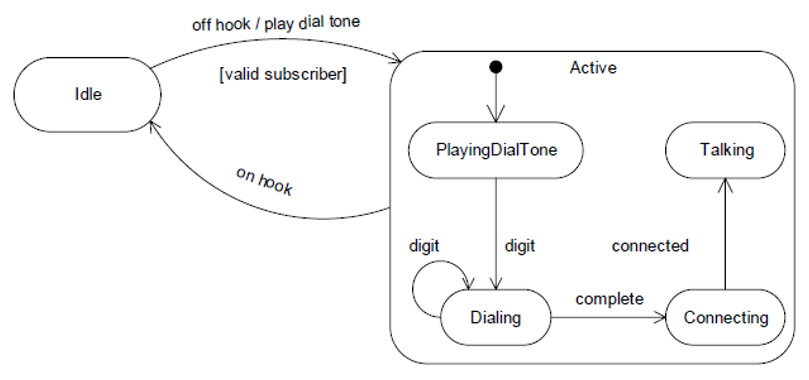 off hook / play dial tone
[valid subscriber]
Active
Idle
PlayingDialTone
Talking
on hook
digit
digit
connected
Dialing
complete
Connecting